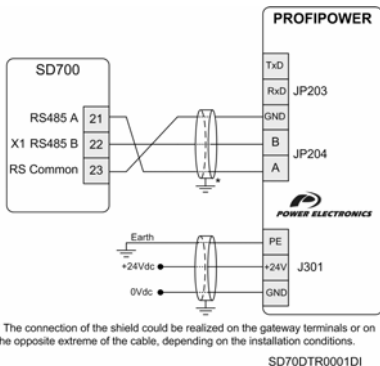 PROFIPOWER
SD700
TxD
RxD JP203
GND
RS485 A 21
X1 RS485 B 22
RS Common 23
B
JP204
A
*
POWER ELECTRONICS
Earth
PE
+24Vdc
+24V J301
0Vdc
GND
The connection of the shield could be realized on the gateway terminals or on
he opposite extreme of the cable, depending on the installation conditions.
SD70DTR0001DI